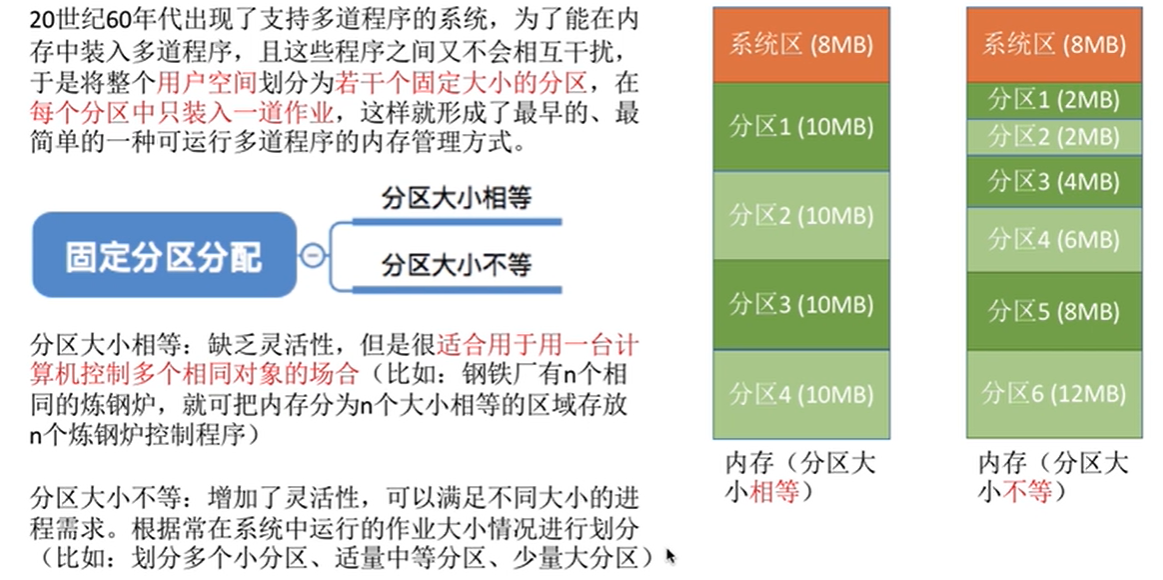 20世纪60年代出现了支持多道程序的系统，为了能在内
存中装入多道程序，且这些程序之间又不会相互干扰，
于是将整个用户空间划分为若干个固定大小的分区，在
每个分区中只装入一道作业，这样就形成了最早的、最
简单的一种可运行多道程序的内存管理方式。
固定分区分配
分区大小相等
分区大小不等
分区大小相等：缺乏灵活性，但是很适合用于用一台计
算机控制多个相同对象的场合（比如：钢铁厂有n个相
同的炼钢炉，就可把内存分为n个大小相等的区域存放
n个炼钢炉控制程序）
分区大小不等：增加了灵活性，可以满足不同大小的进
程需求。根据常在系统中运行的作业大小情况进行划分
（比如：划分多个小分区、适量中等分区、少量大分区）
系统区 (8MB)
分区1 (10MB)
分区2 (10MB)
分区3 (10MB)
分区4 (10MB)
内存（分区大
小相等）
系统区 (8MB)
分区1 (2MB)
分区2 (2MB)
分区3 (4MB)
分区4 (6MB)
分区5 (8MB)
分区6 (12MB)
内存（分区大
小不等）